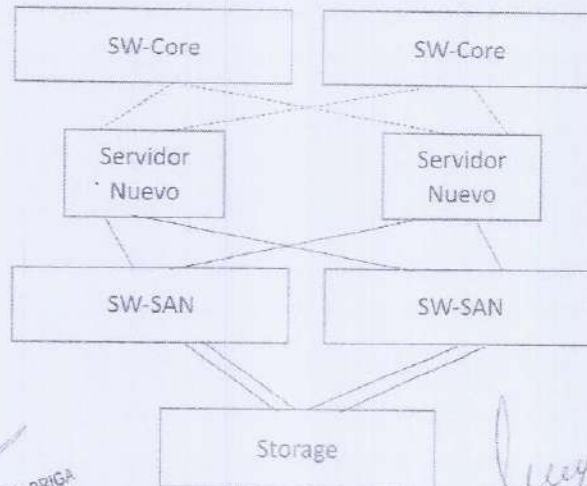 SW-Core
SW-Core
Servidor
Nuevo
Servidor
Nuevo
SW-SAN
SW-SAN
Storage